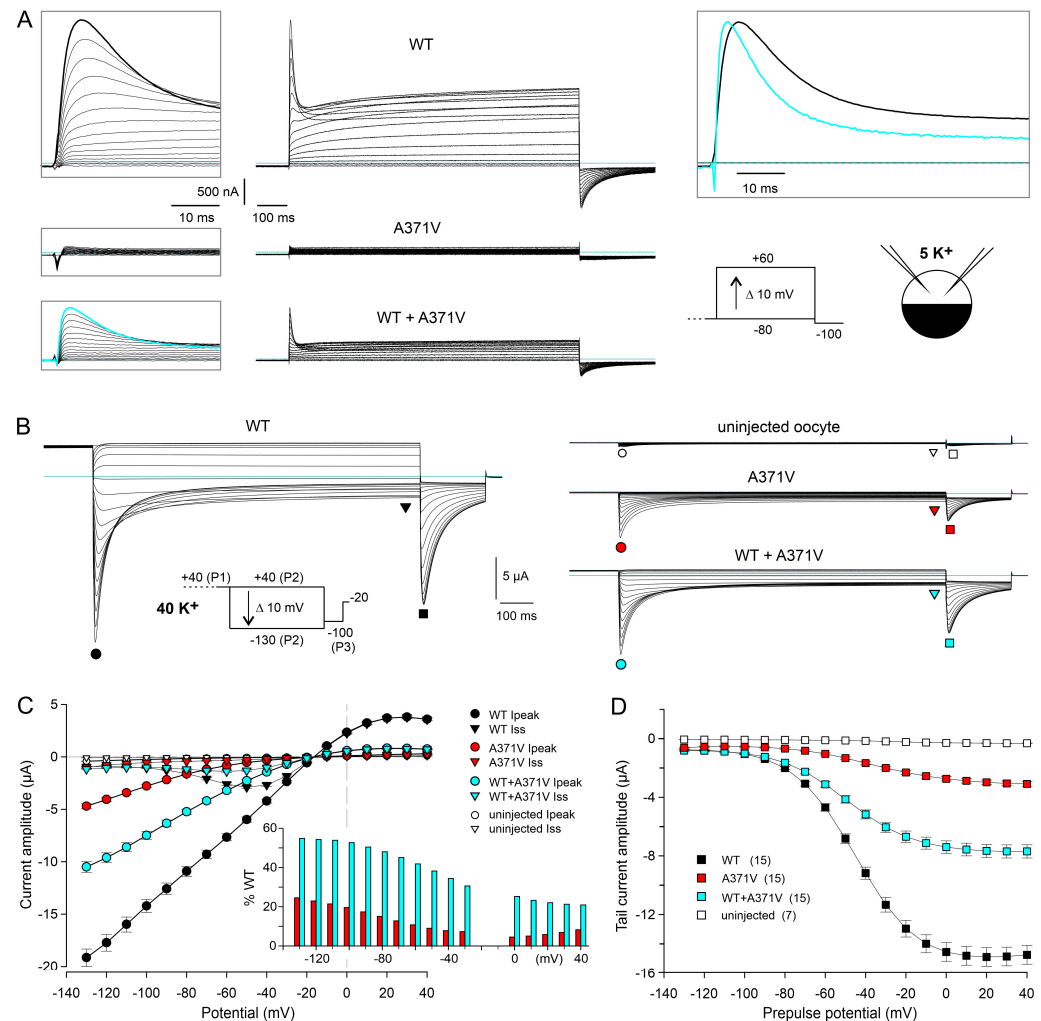 A
WT
500 nA
10 ms
100 ms
10 ms
A371V
WT + A371V
+60
Δ 10 mV
-80
-100
5 K+
B
WT
+40 (P1)
+40 (P2)
40 K+
Δ 10 mV
-20
-100
(P3)
-130 (P2)
5 µA
100 ms
uninjected oocyte
A371V
WT + A371V
C
Current amplitude (µA)
5
0
-5
-10
-15
-20
-140 -120 -100 -80 -60 -40 -20 0 20 40
Potential (mV)
WT Ipeak
WT Iss
A371V Ipeak
A371V Iss
WT+A371V Ipeak
WT+A371V Iss
uninjected Ipeak
uninjected Iss
% WT
60
40
20
0
-120 -80 -40 0 (mV) 40
D
Tail current amplitude (µA)
0
-4
-8
-12
-16
WT (15)
A371V (15)
WT+A371V (15)
uninjected (7)
-140 -120 -100 -80 -60 -40 -20 0 20 40
Prepulse potential (mV)